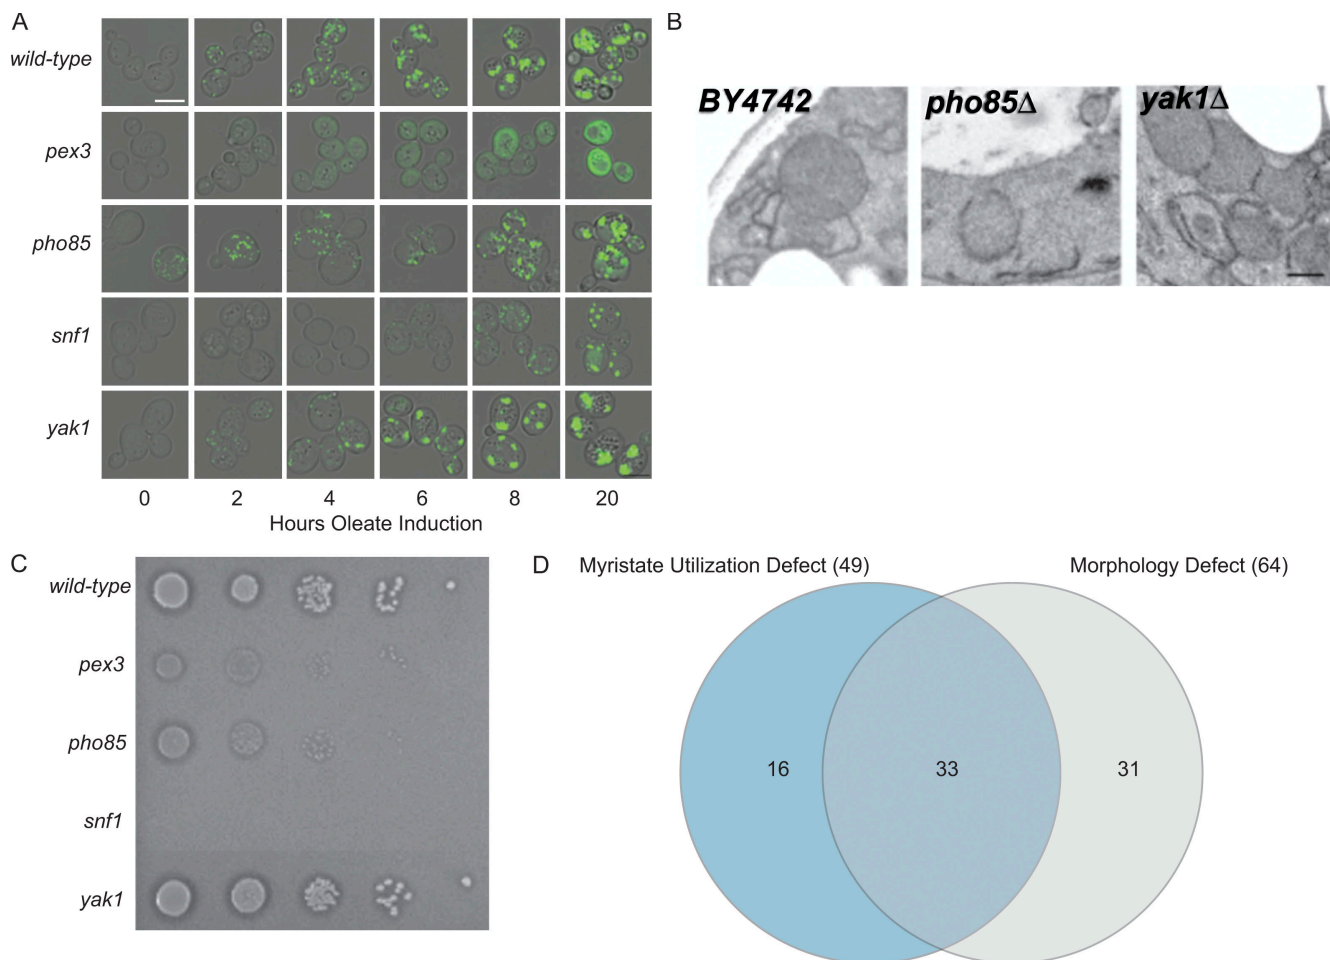 A
wild-type
pex3
pho85
snf1
yak1
0 2 4 6 8 20
Hours Oleate Induction
B
BY4742 pho85Δ yak1Δ
C
wild-type
pex3
pho85
snf1
yak1
D
Myristate Utilization Defect (49) Morphology Defect (64)
16 33 31